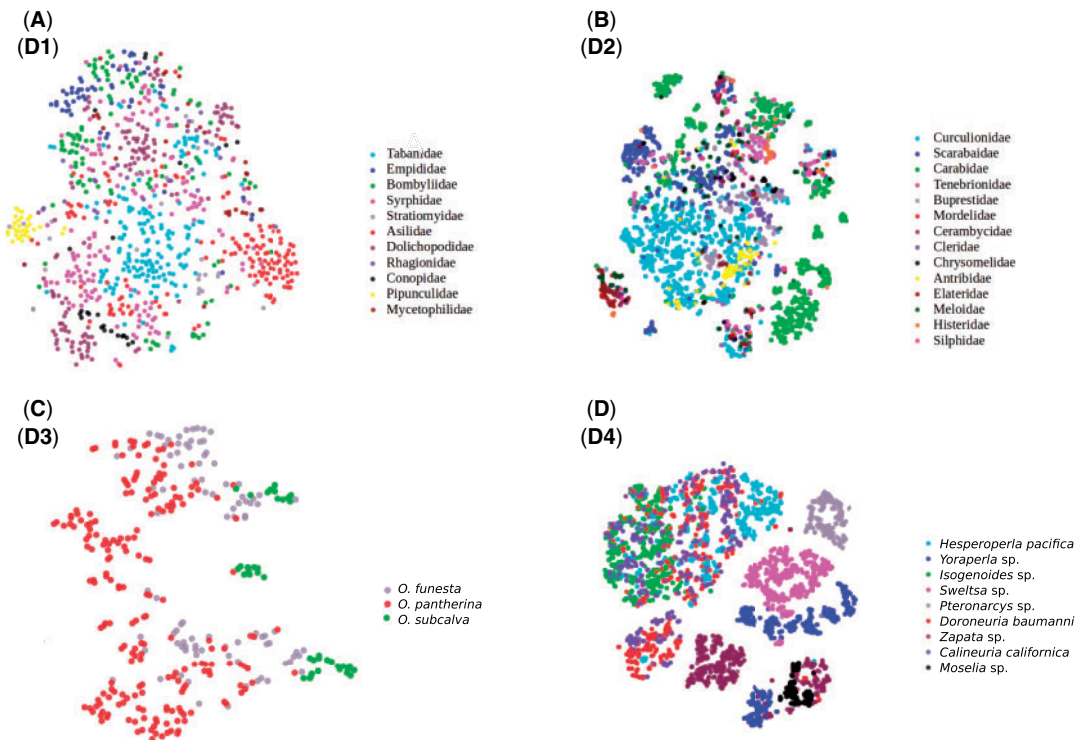 (A)
(D1)
Tabanidae
Empididae
Bombyliidae
Syrphidae
Stratiomyidae
Asilidae
Dolichopodidae
Rhagionidae
Conopidae
Pipunculidae
Mycetophilidae
(B)
(D2)
Curculionidae
Scarabaidae
Carabidae
Tenebrionidae
Buprestidae
Mordelidae
Cerambycidae
Cleridae
Chrysomelidae
Antribidae
Elateridae
Meloidae
Histeridae
Silphidae
(C)
(D3)
O. funesta
O. pantherina
O. subcalva
(D)
(D4)
Hesperoperla pacifica
Yoraperla sp.
Isogenoides sp.
Sweltsa sp.
Pteronarcys sp.
Doroneuria baumanni
Zapata sp.
Calineuria californica
Moselia sp.